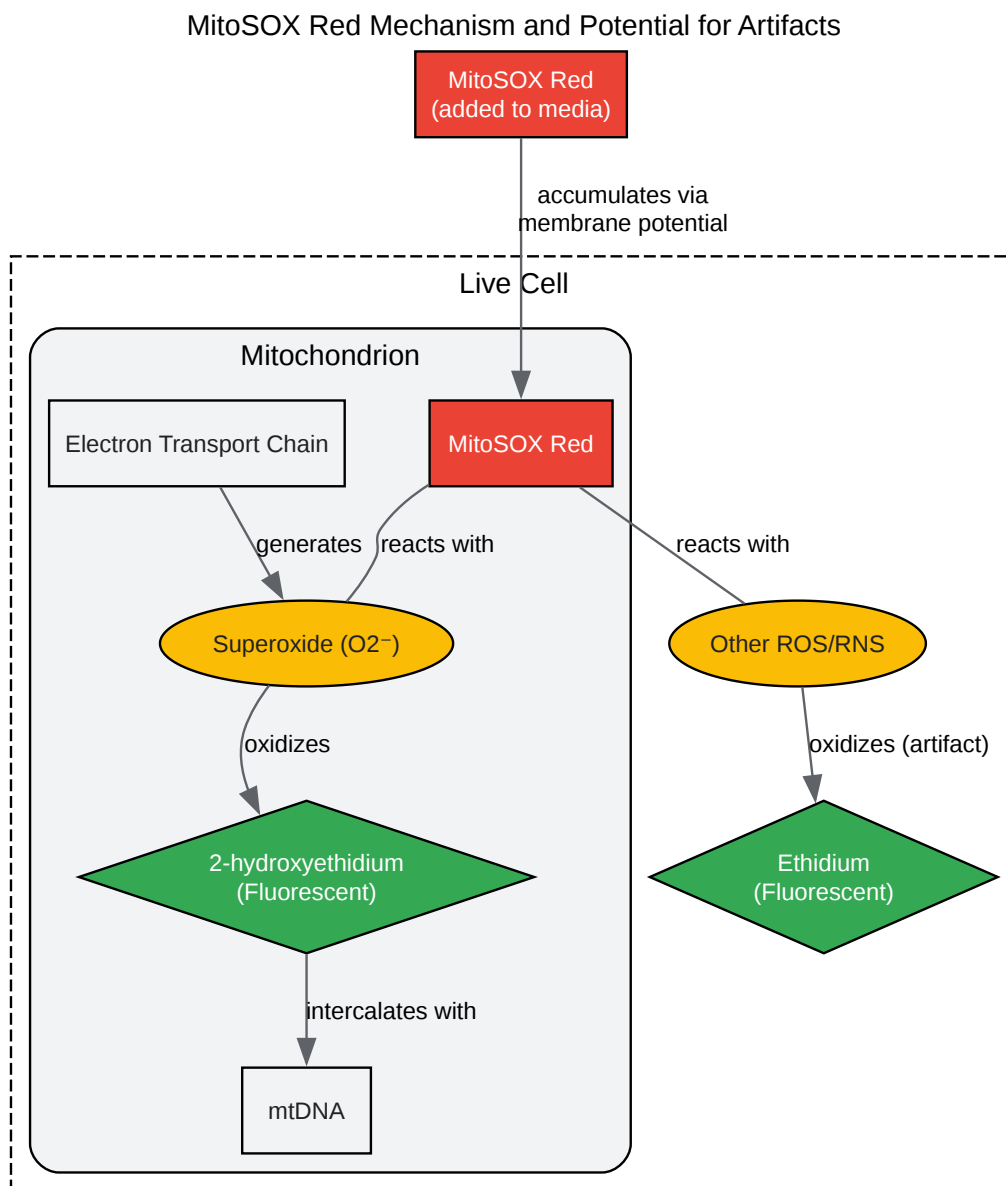 MitoSOX Red Mechanism and Potential for Artifacts
MitoSOX Red
(added to media)
accumulates via
membrane potential
Live Cell
Mitochondrion
Electron Transport Chain
MitoSOX Red
generates
reacts with
reacts with
Superoxide (O2⁻)
Other ROS/RNS
oxidizes
oxidizes (artifact)
2-hydroxyethidium
(Fluorescent)
Ethidium
(Fluorescent)
intercalates with
mtDNA